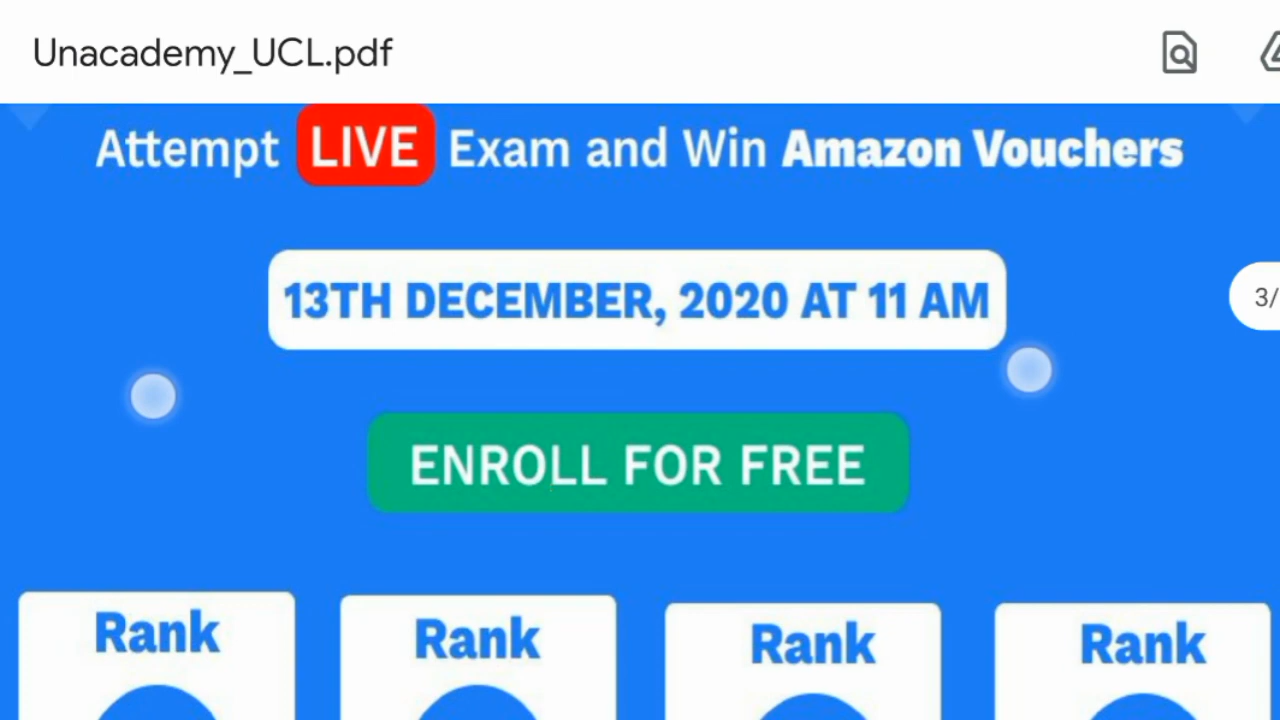 Unacademy_UCL.pdf
Attempt LIVE Exam and Win Amazon Vouchers
13TH DECEMBER, 2020 AT 11 AM
3/
ENROLL FOR FREE
Rank Rank Rank Rank